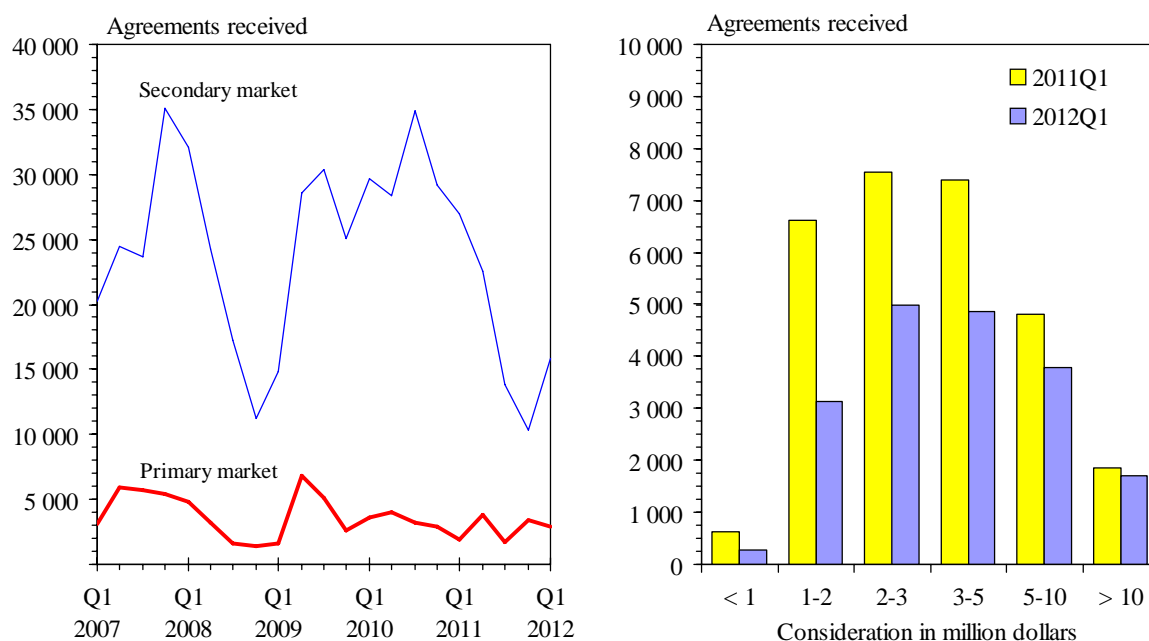 Agreements received
40 000
35 000
30 000
25 000
20 000
15 000
10 000
5 000
Secondary market
Primary market
Q1 Q1 Q1 Q1 Q1 Q1
2007 2008 2009 2010 2011 2012
Agreements received
10 000
9 000
8 000
7 000
6 000
5 000
4 000
3 000
2 000
1 000
0
2011Q1
2012Q1
< 1 1-2 2-3 3-5 5-10 > 10
Consideration in million dollars